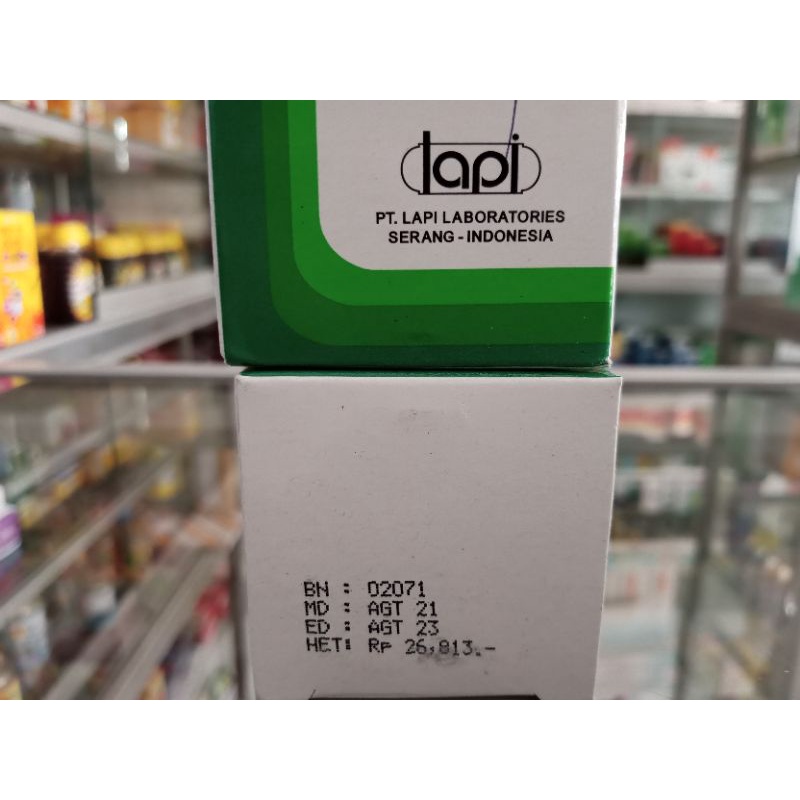 lapi
PT. LAPI LABORATORIES
SERANG - INDONESIA
BN : 02071
MD : AGT 21
ED : AGT 23
HET: Rp 26,813.-